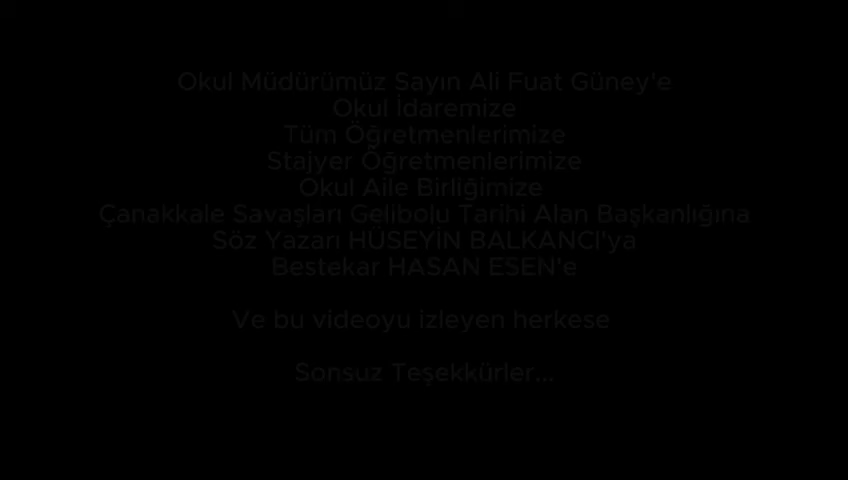 Okul Müdürümüz Sayın Ali Fuat Güney'e
Okul İdaremize
Tüm Öğretmenlerimize
Stajyer Öğretmenlerimize
Okul Aile Birliğimize
Çanakkale Savaşları Gelibolu Tarihi Alan Başkanlığına
Söz Yazarı HÜSEYİN BALKANCI'ya
Bestekar HASAN ESEN'e
Ve bu videoyu izleyen herkese
Sonsuz Teşekkürler...